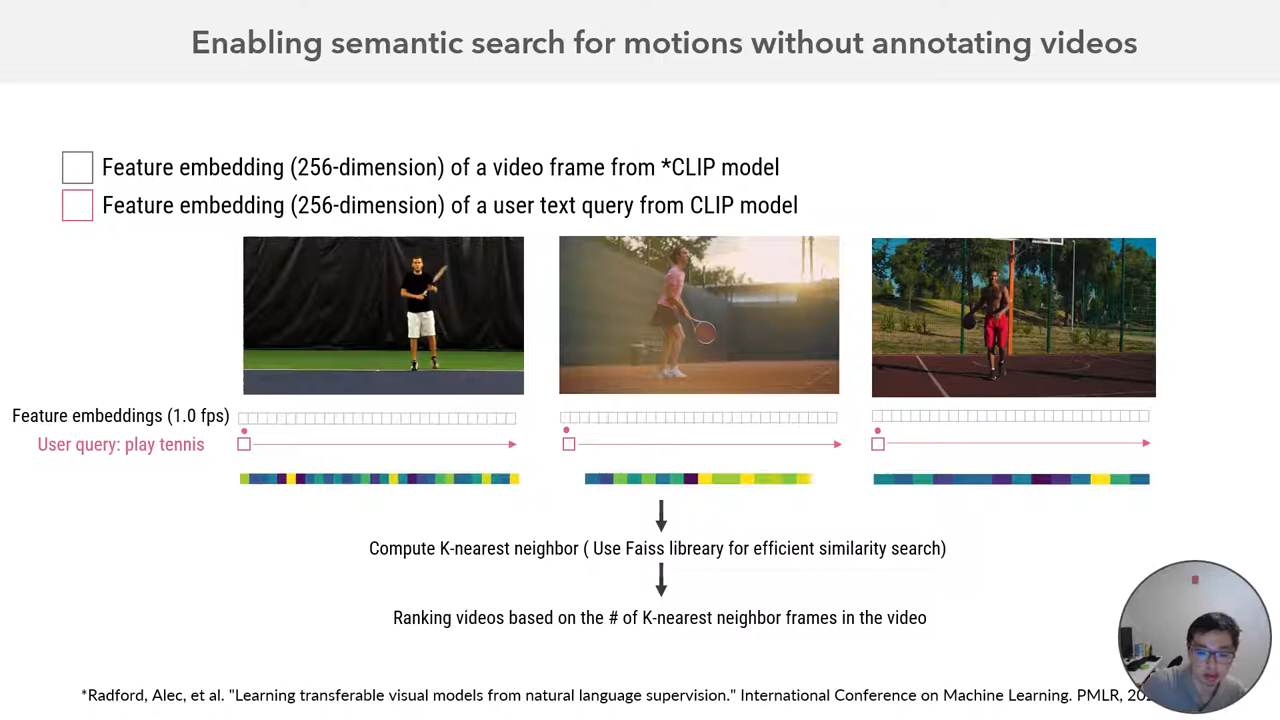 Enabling semantic search for motions without annotating videos
Feature embedding (256-dimension) of a video frame from *CLIP model
Feature embedding (256-dimension) of a user text query from CLIP model
Feature embeddings (1.0 fps)
User query: play tennis
Compute K-nearest neighbor ( Use Faiss libreary for efficient similarity search)
Ranking videos based on the # of K-nearest neighbor frames in the video
*Radford, Alec, et al. "Learning transferable visual models from natural language supervision." International Conference on Machine Learning. PMLR,